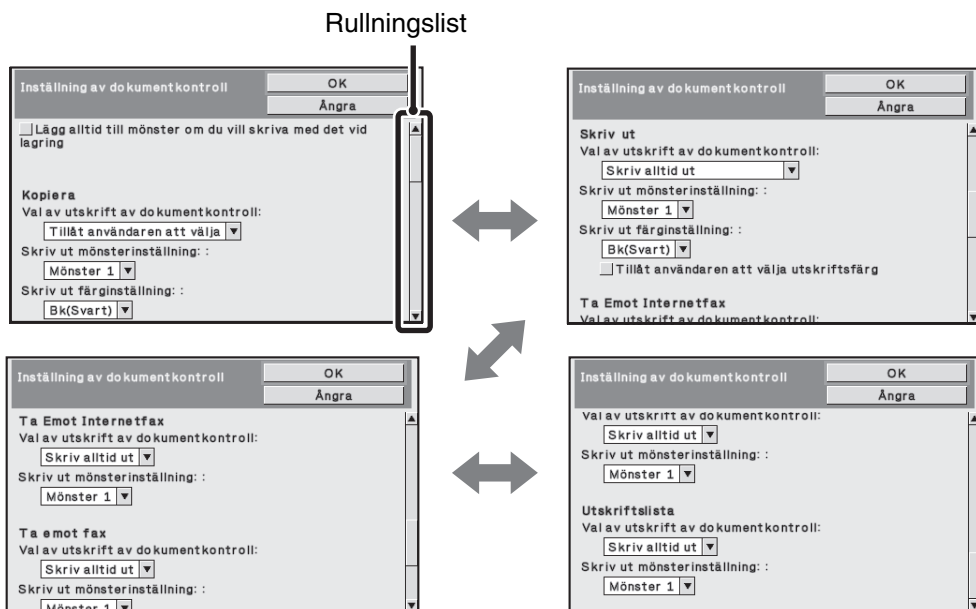 Rullningslist
Inställning av dokumentkontroll
OK
Ångra
Lägg alltid till mönster om du vill skriva med det vid
lagring
Kopiera
Val av utskrift av dokumentkontroll:
Tillåt användaren att välja
Skriv ut mönsterinställning: :
Mönster 1
Skriv ut färginställning: :
Bk(Svart)
Inställning av dokumentkontroll
OK
Ångra
Skriv ut
Val av utskrift av dokumentkontroll:
Skriv alltid ut
Skriv ut mönsterinställning: :
Mönster 1
Skriv ut färginställning: :
Bk(Svart)
Tillåt användaren att välja utskriftsfärg
Ta Emot Internetfax
Val av utskrift av dokumentkontroll:
Inställning av dokumentkontroll
OK
Ångra
Ta Emot Internetfax
Val av utskrift av dokumentkontroll:
Skriv alltid ut
Skriv ut mönsterinställning: :
Mönster 1
Ta emot fax
Val av utskrift av dokumentkontroll:
Skriv alltid ut
Skriv ut mönsterinställning: :
Mönster 1
Inställning av dokumentkontroll
OK
Ångra
Val av utskrift av dokumentkontroll:
Skriv alltid ut
Skriv ut mönsterinställning: :
Mönster 1
Utskriftslista
Val av utskrift av dokumentkontroll:
Skriv alltid ut
Skriv ut mönsterinställning: :
Mönster 1